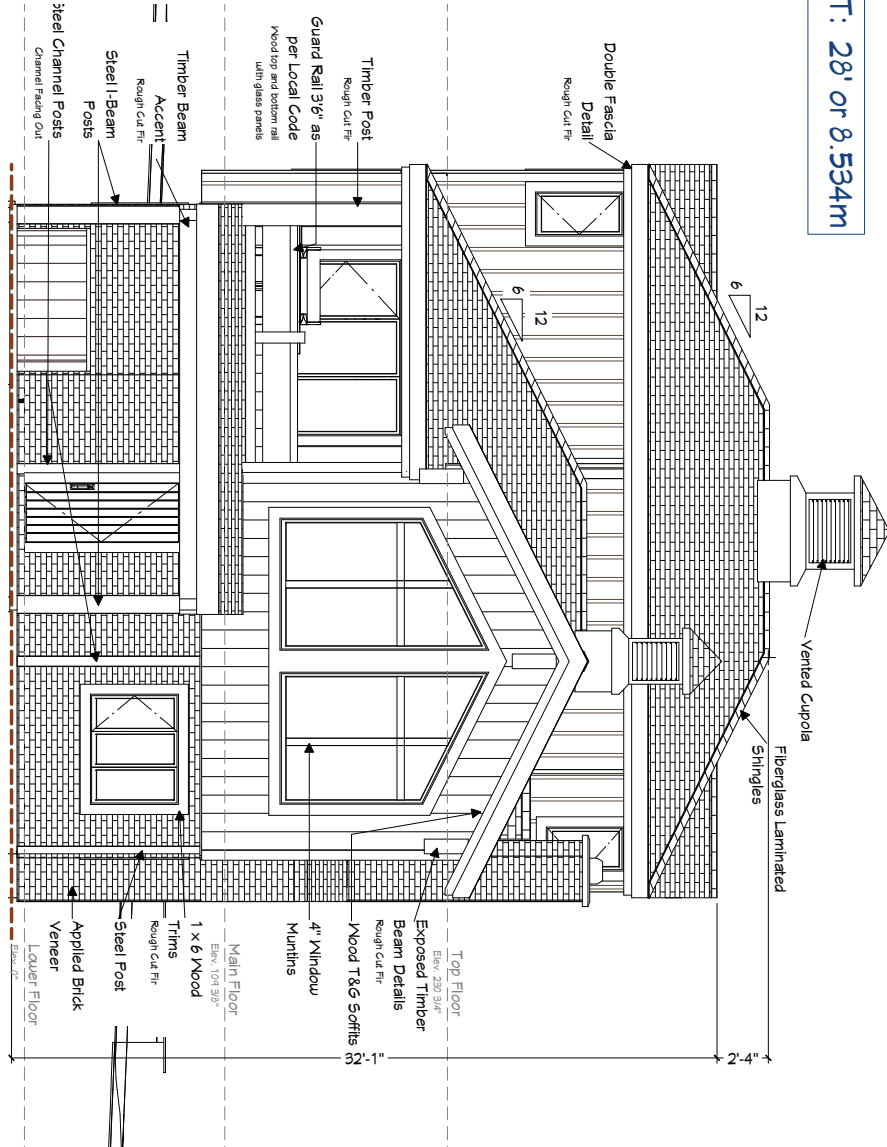 T: 28' or 8.534m
Double Fascia
Detail
Rough Cut Fir
Timber Post
Rough Cut Fir
Guard Rail 3'6" as
per Local Code
Wood top and bottom rail
with glass panels
Timber Beam
Accent
Rough Cut Fir
Steel I-Beam
Posts
Steel Channel Posts
Channel Facing Out
12
6
12
6
Vented Cupola
Fiberglass Laminated
Shingles
Top Floor
Elev. 230 3/4"
Exposed Timber
Beam Details
Rough Cut Fir
Wood T&G Soffits
4" Window
Muntins
Main Floor
Elev. 109 3/8"
1 x 6 Wood
Trims
Rough Cut Fir
Steel Post
Applied Brick
Veneer
Lower Floor
Elev. 0"
2'-4"
32'-1"